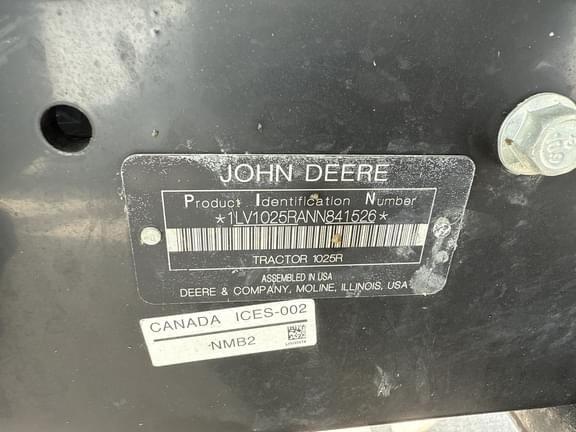 JOHN DEERE
Product Identification Number
*1LV1025RANN841526*
TRACTOR 1025R
ASSEMBLED IN USA
DEERE & COMPANY, MOLINE, ILLINOIS, USA
CANADA ICES-002
NMB2